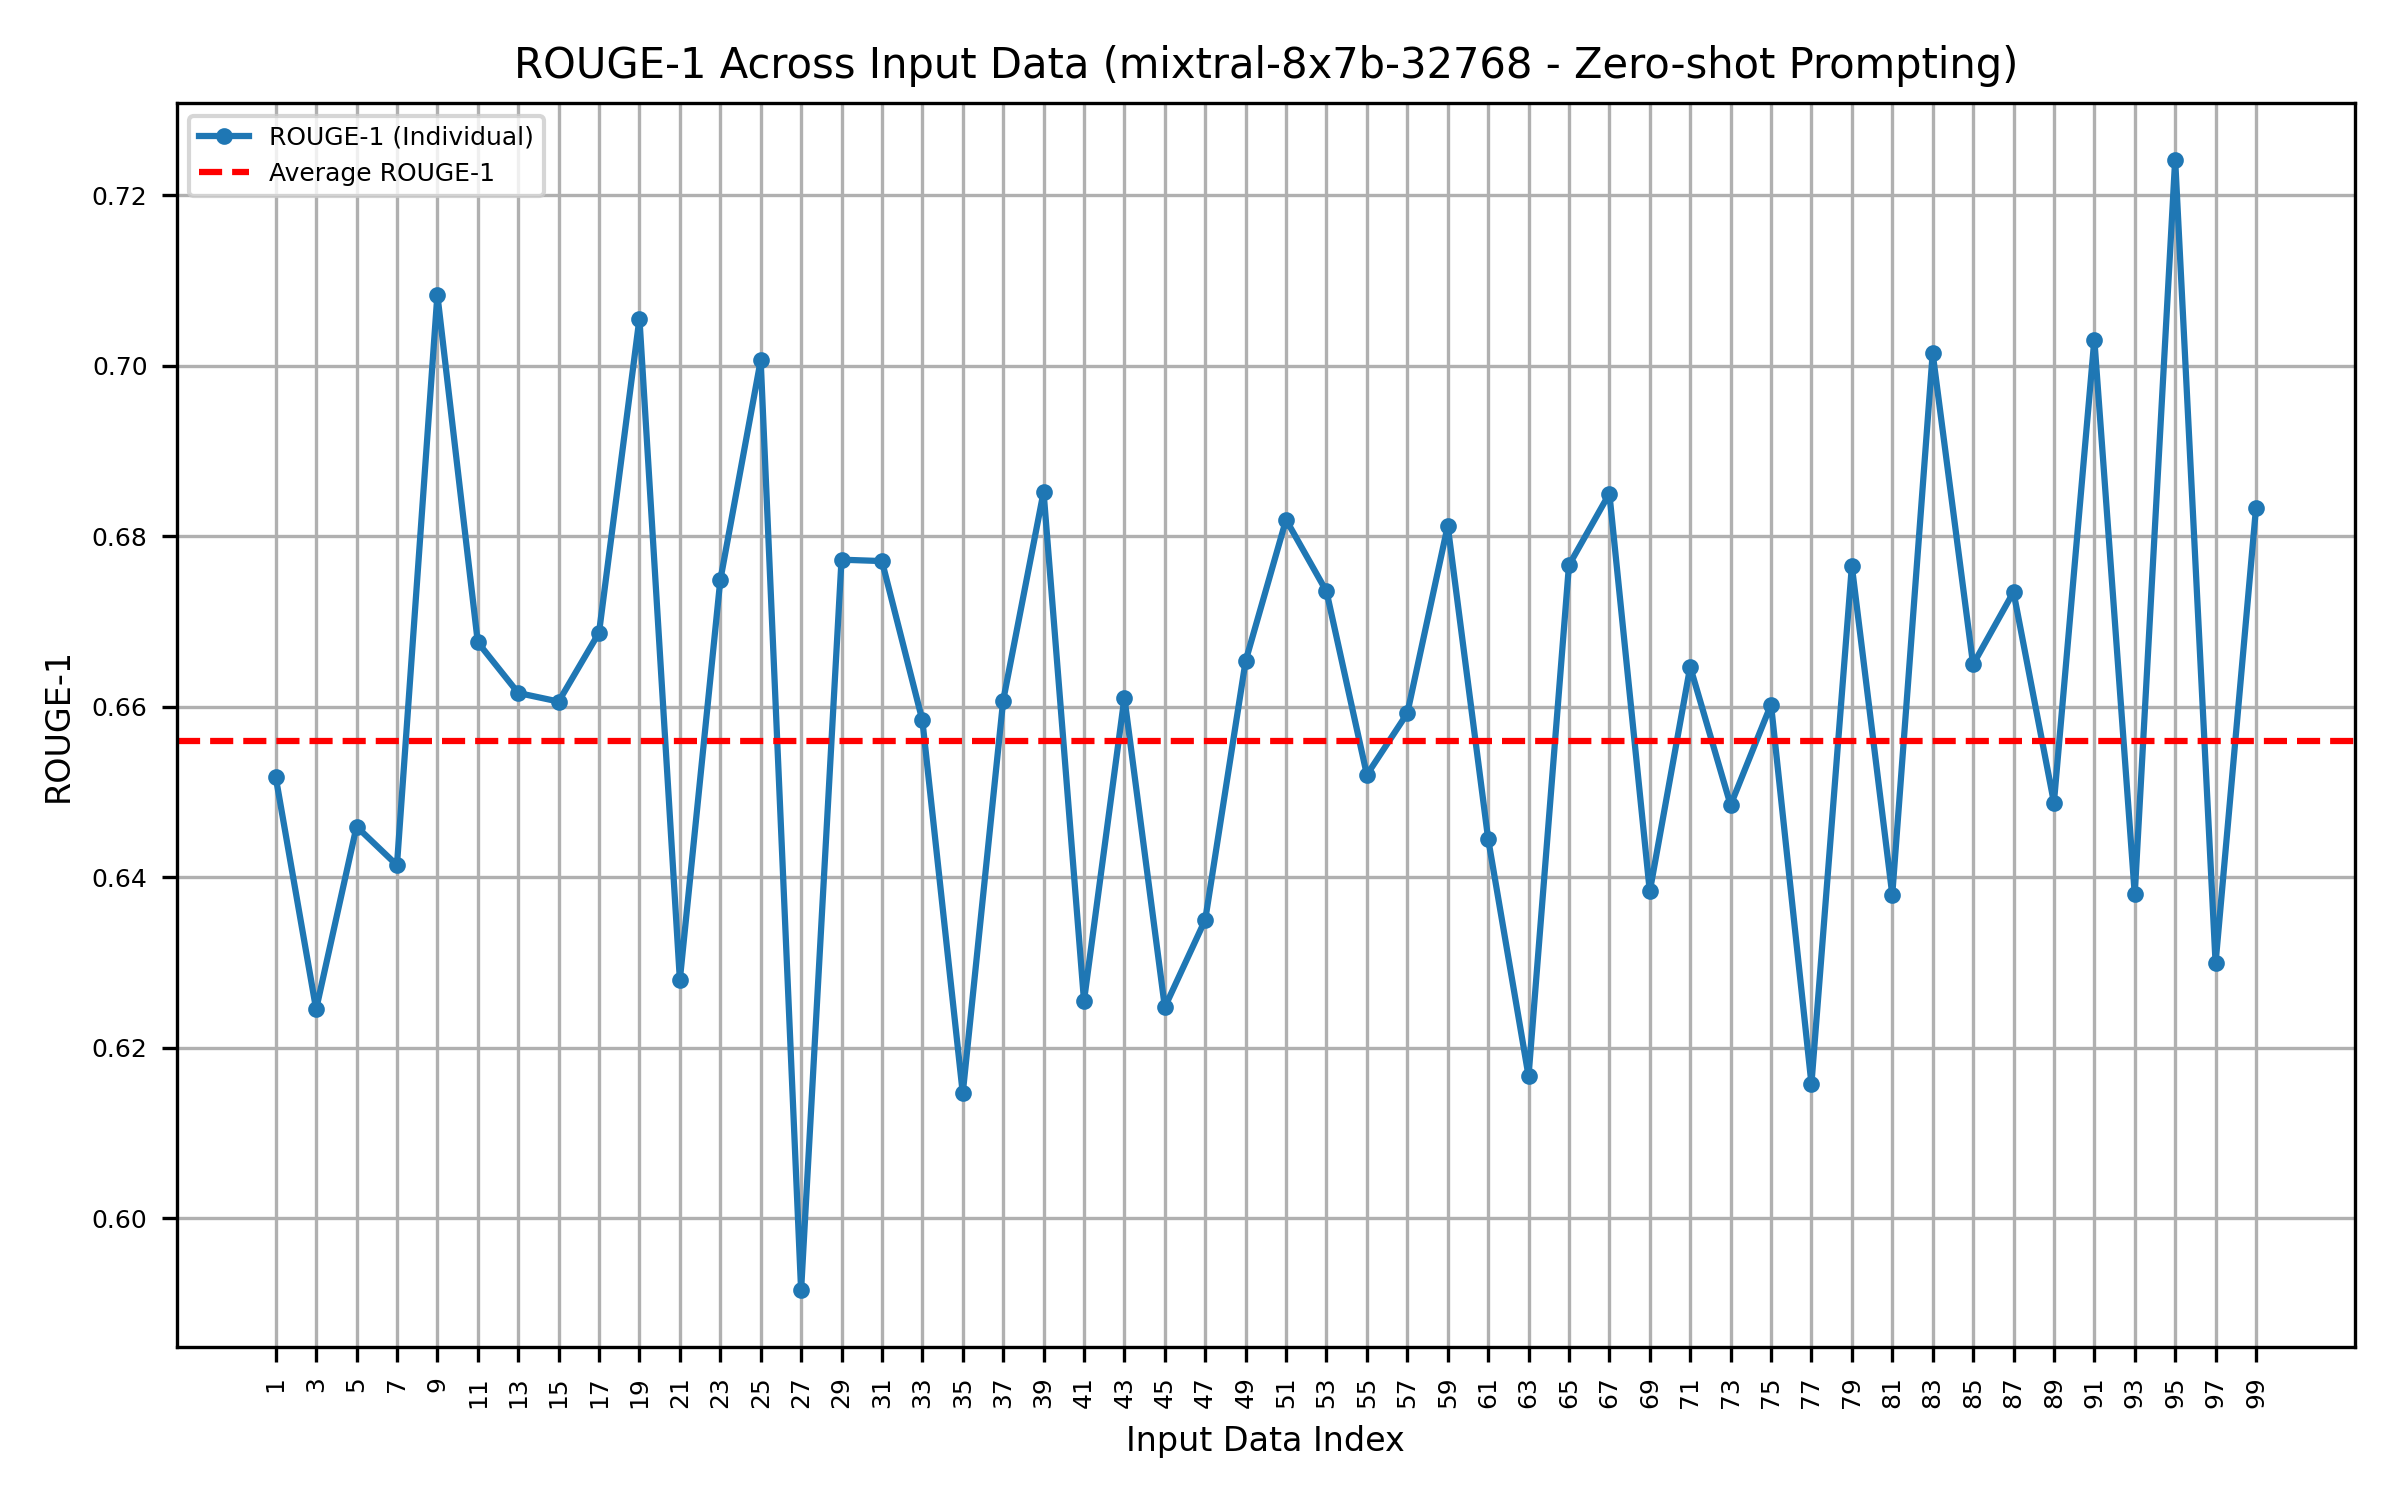 ROUGE-1 Across Input Data (mixtral-8x7b-32768 - Zero-shot Prompting)
ROUGE-1 (Individual)
Average ROUGE-1
0.72
0.70
0.68
0.66
0.64
0.62
0.60
ROUGE-1
1 3 5 7 9 11 13 15 17 19 21 23 25 27 29 31 33 35 37 39 41 43 45 47 49 51 53 55 57 59 61 63 65 67 69 71 73 75 77 79 81 83 85 87 89 91 93 95 97 99
Input Data Index